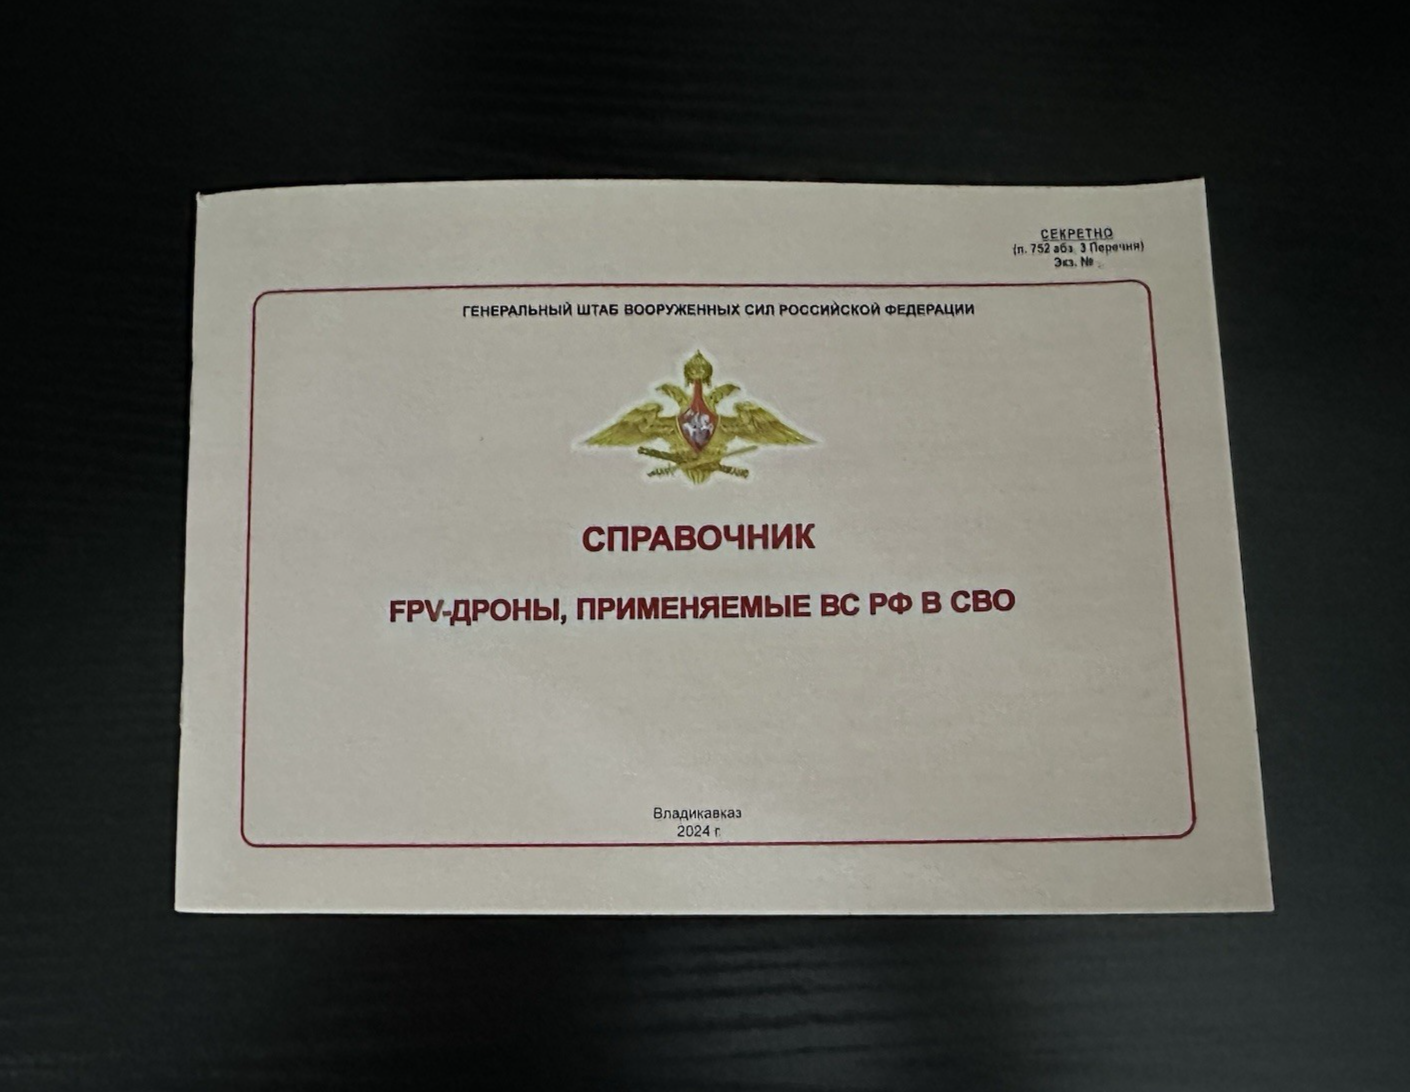 СЕКРЕТНО
(п. 752 абз. 3 Перечня)
Экз. №
ГЕНЕРАЛЬНЫЙ ШТАБ ВООРУЖЕННЫХ СИЛ РОССИЙСКОЙ ФЕДЕРАЦИИ
СПРАВОЧНИК
FPV-ДРОНЫ, ПРИМЕНЯЕМЫЕ ВС РФ В СВО
Владикавказ
2024 г.